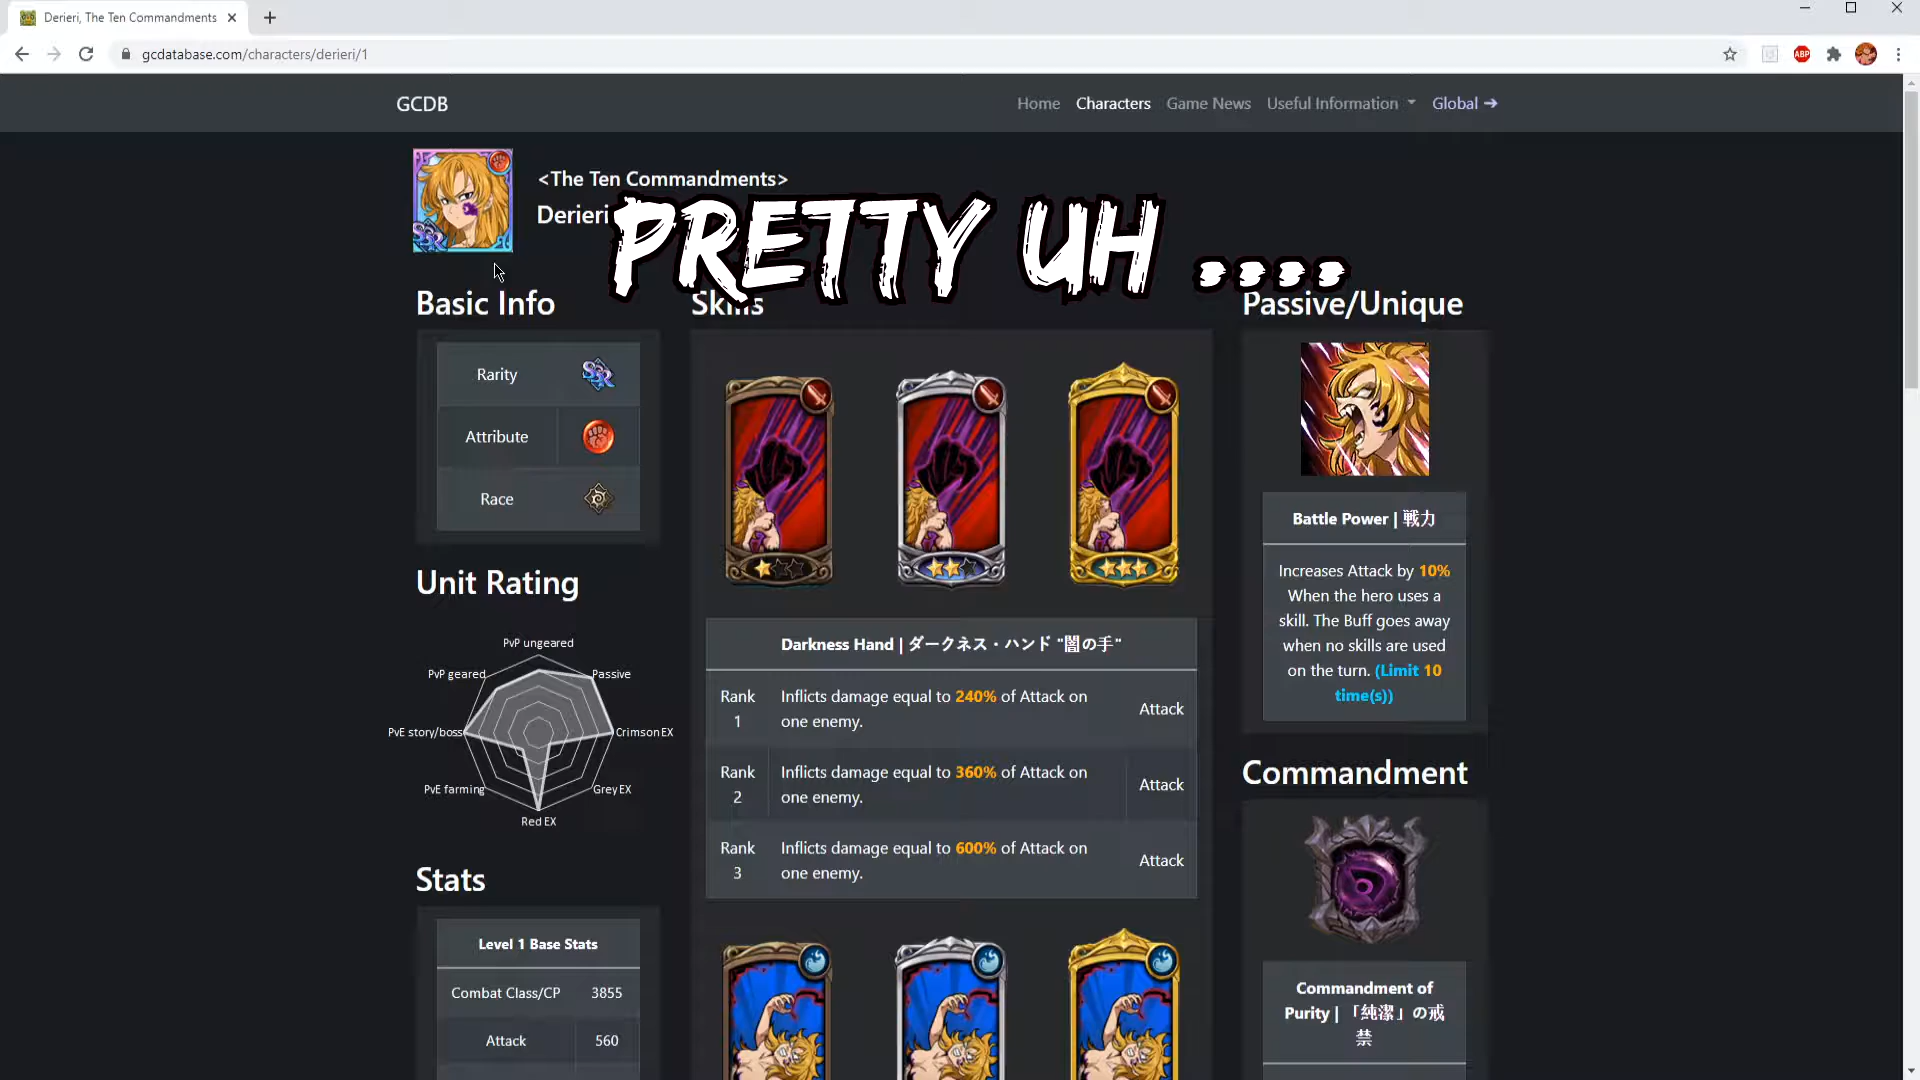 Derieri, The Ten Commandments
gcdatabase.com/characters/derieri/1
ABP
GCDB
Home
Characters
Game News
Useful Information
Global
<The Ten Commandments>
Derieri
PRETTY UH ....
Basic Info
Rarity
SSR
Attribute
Race
Unit Rating
PvP ungeared
PvP geared
Passive
PvE story/boss
Crimson EX
PvE farming
Grey EX
Red EX
Stats
Level 1 Base Stats
Combat Class/CP 3855
Attack 560
Skills
Darkness Hand | ダークネス・ハンド "闇の手"
Rank 1
Inflicts damage equal to 240% of Attack on
one enemy.
Attack
Rank 2
Inflicts damage equal to 360% of Attack on
one enemy.
Attack
Rank 3
Inflicts damage equal to 600% of Attack on
one enemy.
Attack
Passive/Unique
Battle Power | 戦力
Increases Attack by 10%
When the hero uses a
skill. The Buff goes away
when no skills are used
on the turn. (Limit 10
time(s))
Commandment
Commandment of
Purity | 「純潔」の戒
禁